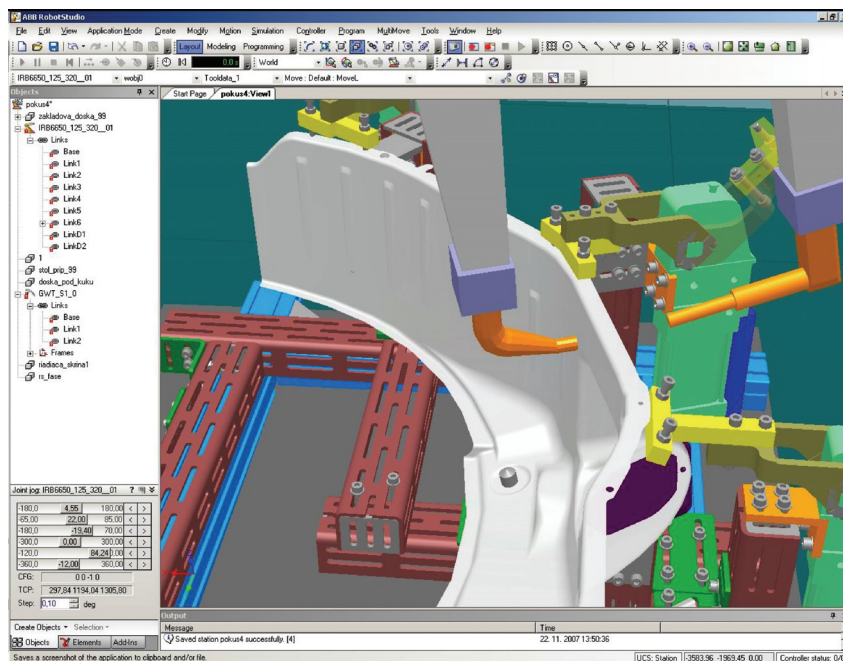 ABB RobotStudio
File Edit View Application Mode Create Modify Motion Simulation Controller Program MultiMove Tools Window Help
Layout Modeling Programming
0.0 s World
IRB6650_125_320__01 wobj0 Tooldata_1 Move : Default : MoveL
Objects
Start Page pokus4:View1
pokus4*
zakladova_doska_99
IRB6650_125_320__01
Links
Base
Link1
Link2
Link3
Link4
Link5
Link6
LinkD1
LinkD2
1
stol_prip_99
doska_pod_kuku
GWT_S1_0
Links
Base
Link1
Link2
Frames
riadiaca_skrina1
rs_fase
Joint jog: IRB6650_125_320__01
-180,0 4,55 180,00 < >
-65,00 22,00 85,00 < >
-180,0 -19,40 70,00 < >
-300,0 0,00 300,00 < >
-120,0 84,24 0,00 < >
-360,0 -12,00 360,00 < >
CFG: 0 0 -1 0
TCP: 297,84 1194,04 1305,80
Step: 0,10 deg
Create Objects Selection
Objects Elements Add-Ins
Output
Message Time
Saved station pokus4 successfully. [4] 22. 11. 2007 13:50:36
Saves a screenshot of the application to clipboard and/or file. UCS: Station -3583,96 -1969,45 0,00 Controller status: 0/0